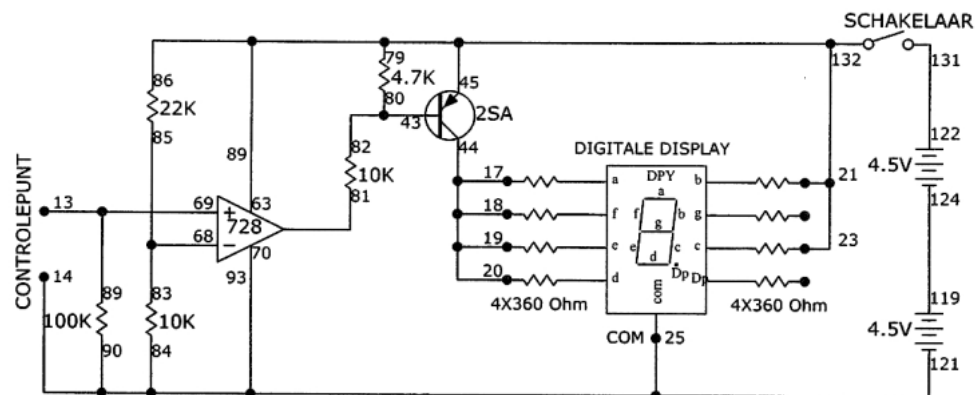 SCHAKELAAR
132
131
86
22K
85
89
79
4.7K
80
45
43
2SA
44
82
10K
81
122
4.5V
124
DIGITALE DISPLAY
DPY
17
18
19
20
a
f
e
d
a
f
b
g
e
c
d
Dp
com
b
g
c
Dp
21
23
4X360 Ohm
4X360 Ohm
COM
25
CONTROLEPUNT
13
14
69
+
68
−
728
63
70
93
89
100K
90
83
10K
84
119
4.5V
121